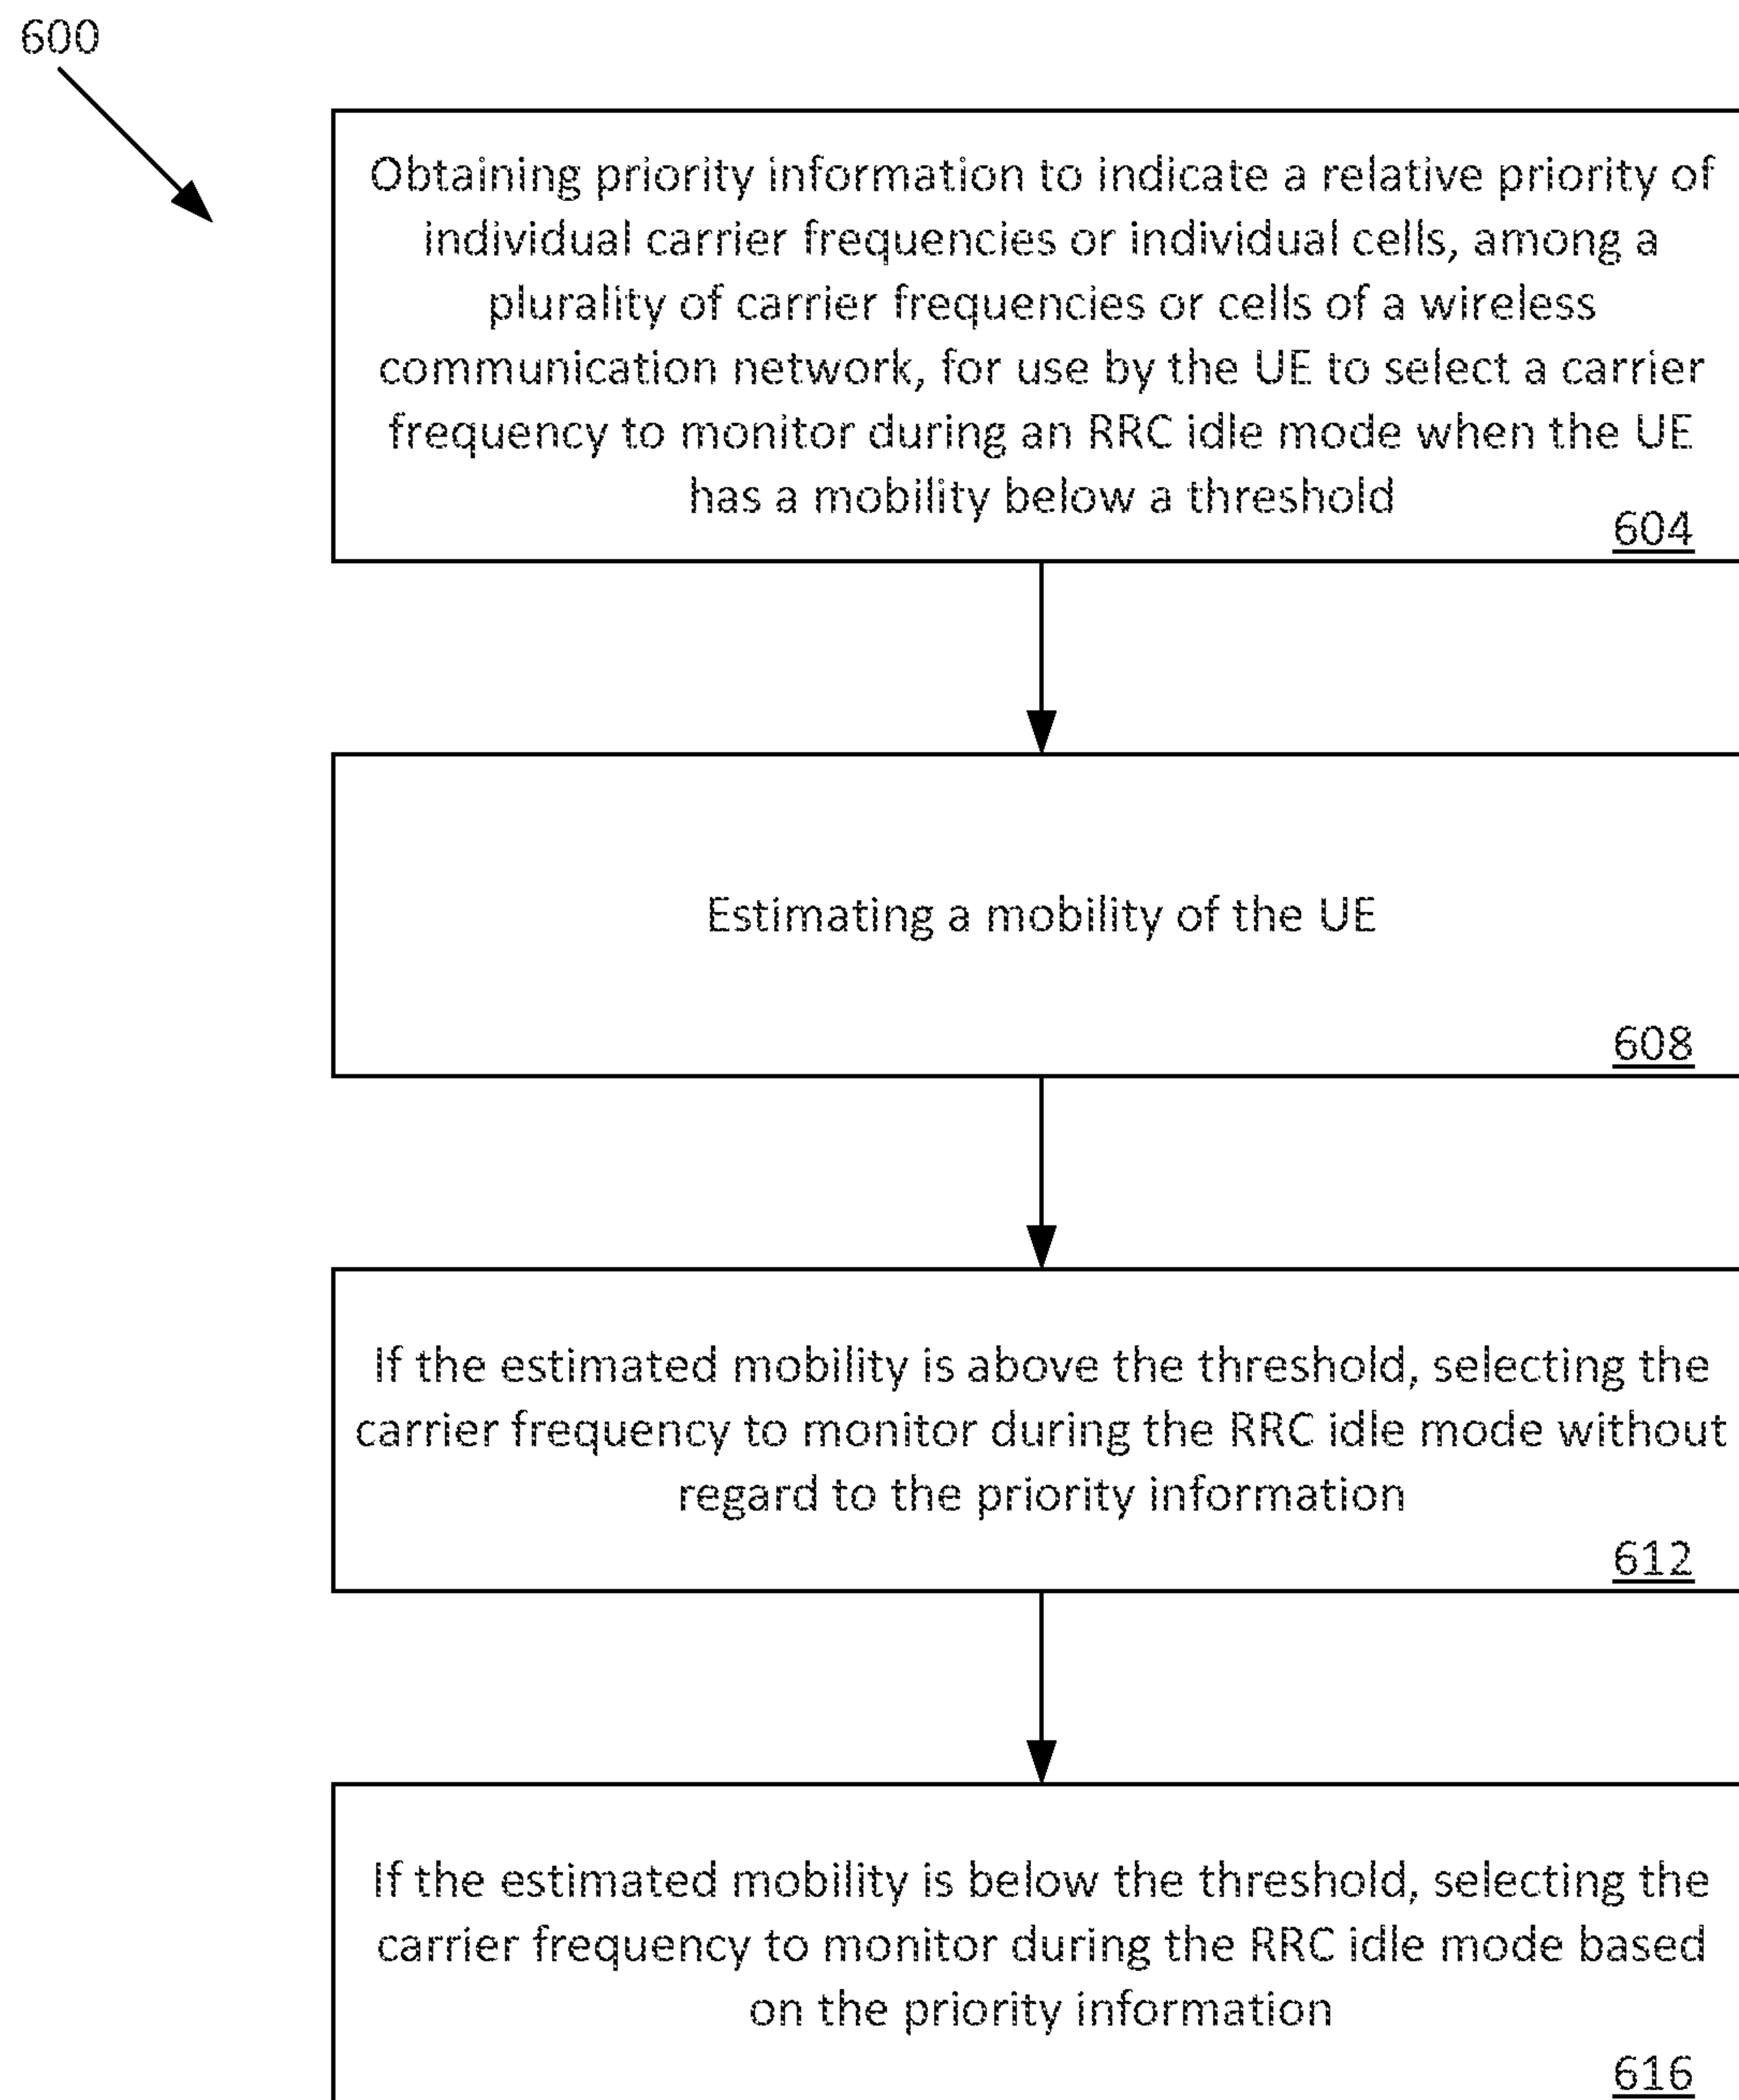 600
Obtaining priority information to indicate a relative priority of
individual carrier frequencies or individual cells, among a
plurality of carrier frequencies or cells of a wireless
communication network, for use by the UE to select a carrier
frequency to monitor during an RRC idle mode when the UE
has a mobility below a threshold
604
Estimating a mobility of the UE
608
If the estimated mobility is above the threshold, selecting the
carrier frequency to monitor during the RRC idle mode without
regard to the priority information
612
If the estimated mobility is below the threshold, selecting the
carrier frequency to monitor during the RRC idle mode based
on the priority information
616